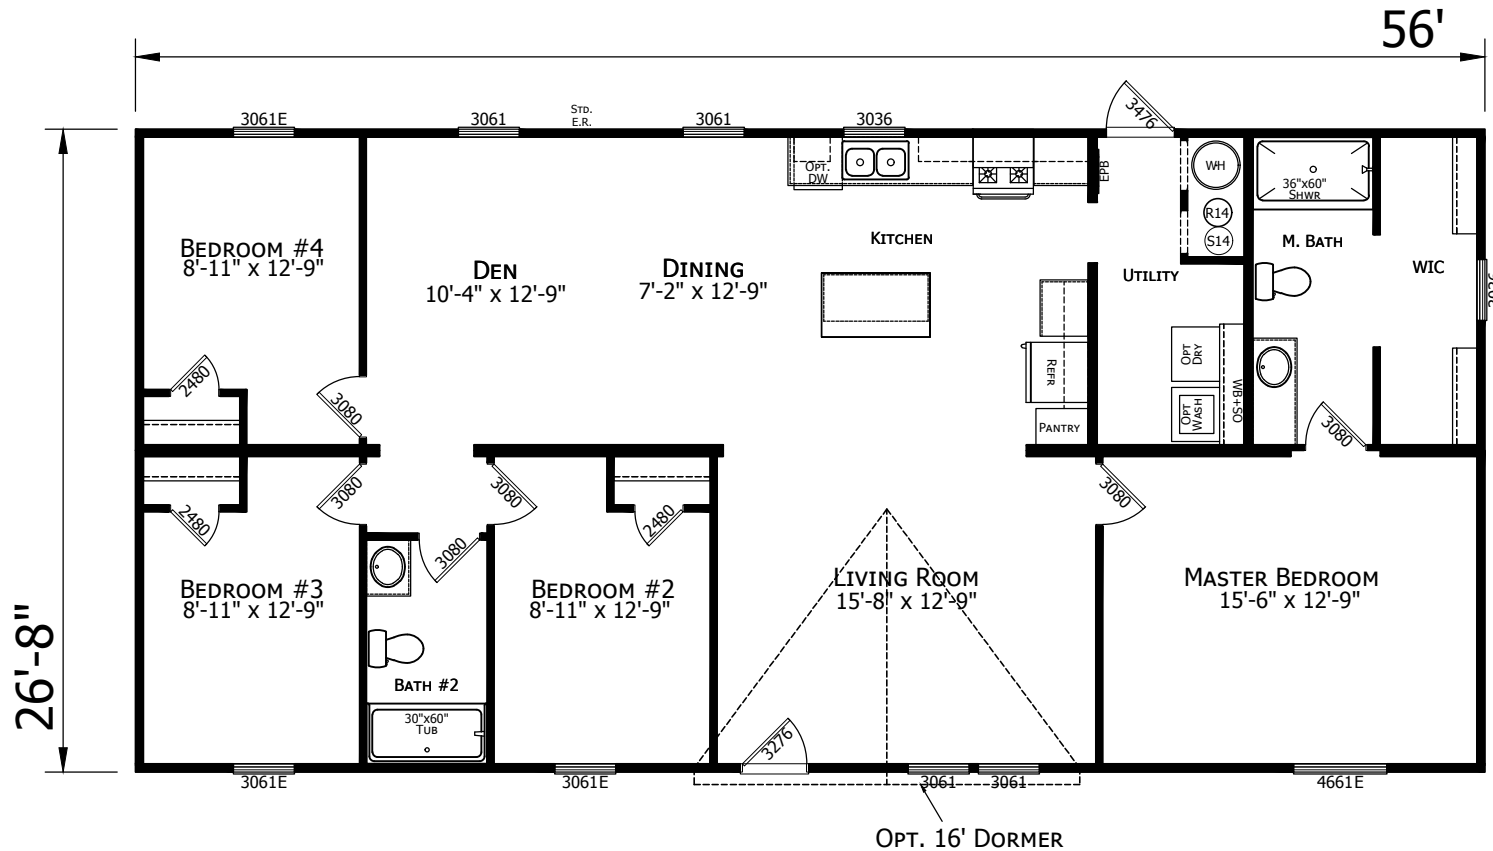 56'
3061E
3061
STD.
E.R.
3061
3036
3476
OPT.
DW
EPB
WH
R14
S14
36"x60"
SHWR
BEDROOM #4
8'-11" x 12'-9"
DEN
10'-4" x 12'-9"
DINING
7'-2" x 12'-9"
KITCHEN
UTILITY
M. BATH
WIC
3036
2480
3080
REFR
PANTRY
OPT
DRY
OPT
WASH
WB+SO
3080
2480
3080
3080
3080
2480
3080
BEDROOM #3
8'-11" x 12'-9"
BEDROOM #2
8'-11" x 12'-9"
LIVING ROOM
15'-8" x 12'-9"
MASTER BEDROOM
15'-6" x 12'-9"
26'-8"
BATH #2
30"x60"
TUB
3276
3061E
3061E
3061
3061
4661E
OPT. 16' DORMER